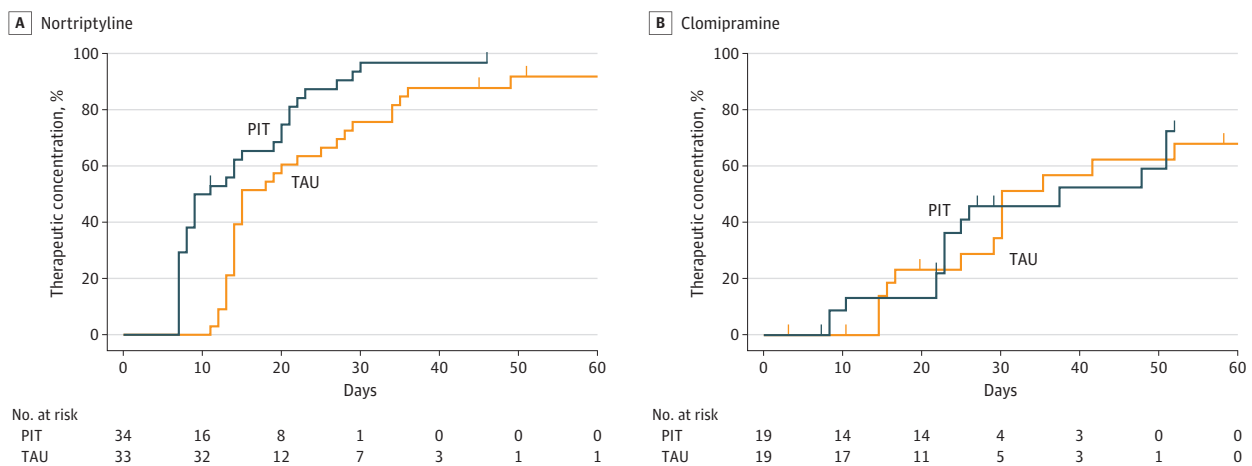 A Nortriptyline
Therapeutic concentration, %
100
80
60
40
20
0
PIT
TAU
0 10 20 30 40 50 60
Days
No. at risk
PIT 34 16 8 1 0 0 0
TAU 33 32 12 7 3 1 1
B Clomipramine
Therapeutic concentration, %
100
80
60
40
20
0
PIT
TAU
0 10 20 30 40 50 60
Days
No. at risk
PIT 19 14 14 4 3 0 0
TAU 19 17 11 5 3 1 0